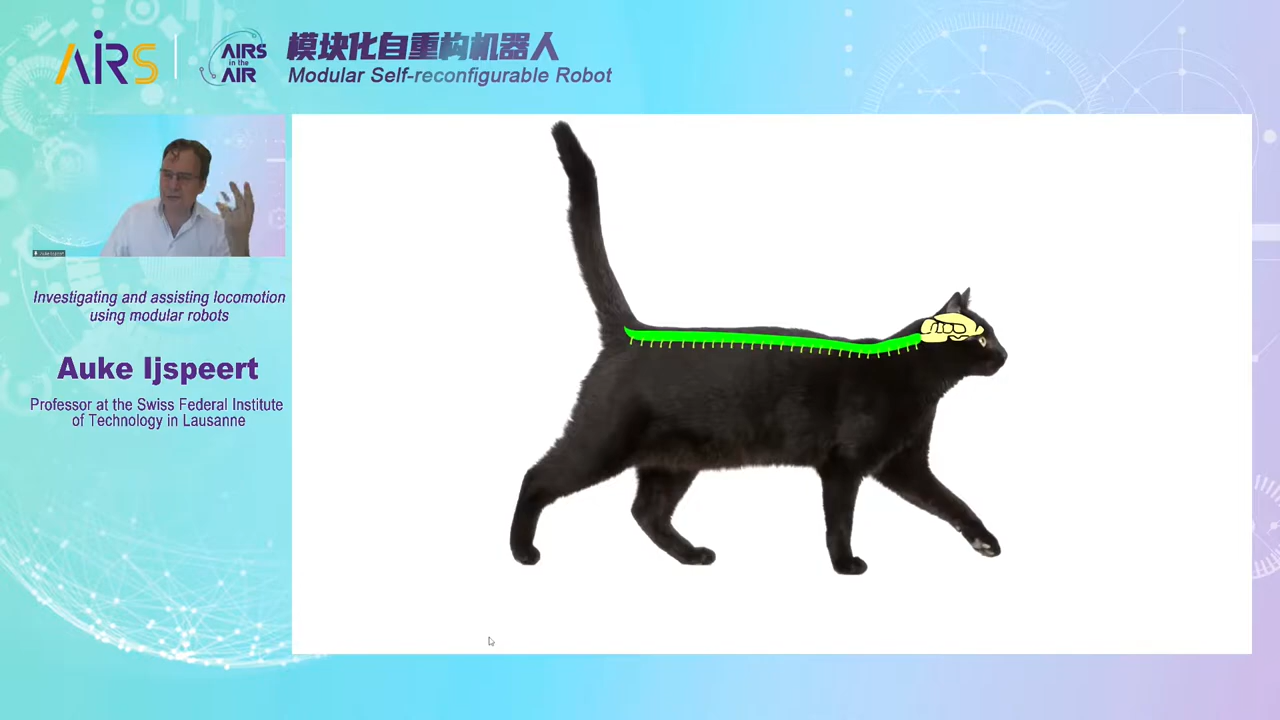 AIRS
AIRS
in the
AIR
模块化自重构机器人
Modular Self-reconfigurable Robot
Investigating and assisting locomotion
using modular robots
Auke Ijspeert
Professor at the Swiss Federal Institute
of Technology in Lausanne